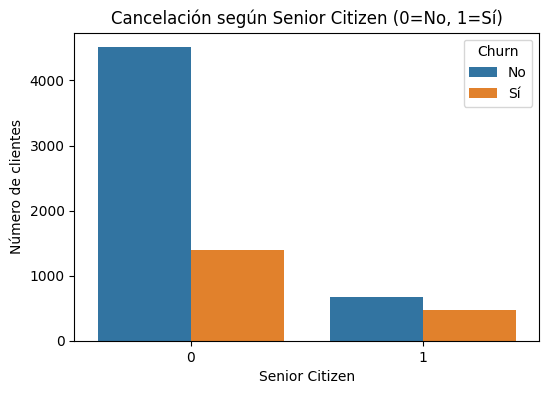 Cancelación según Senior Citizen (0=No, 1=Sí)
Churn
No
Sí
Número de clientes
4000
3000
2000
1000
0
0 1
Senior Citizen